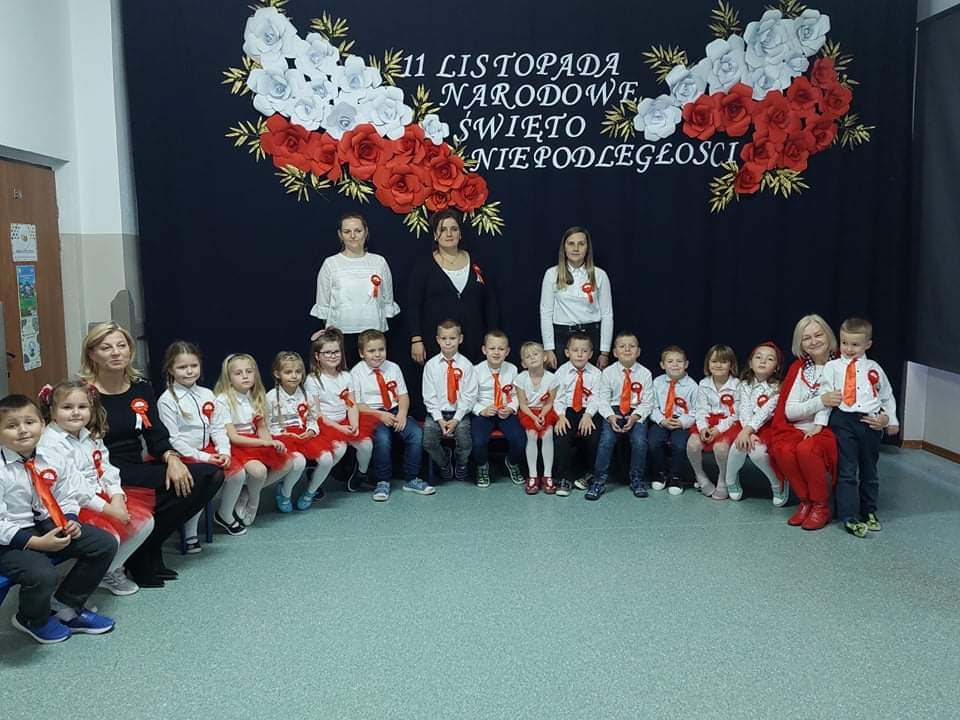 11 LISTOPADA
NARODOWE
ŚWIĘTO
NIEPODLEGŁOŚCI